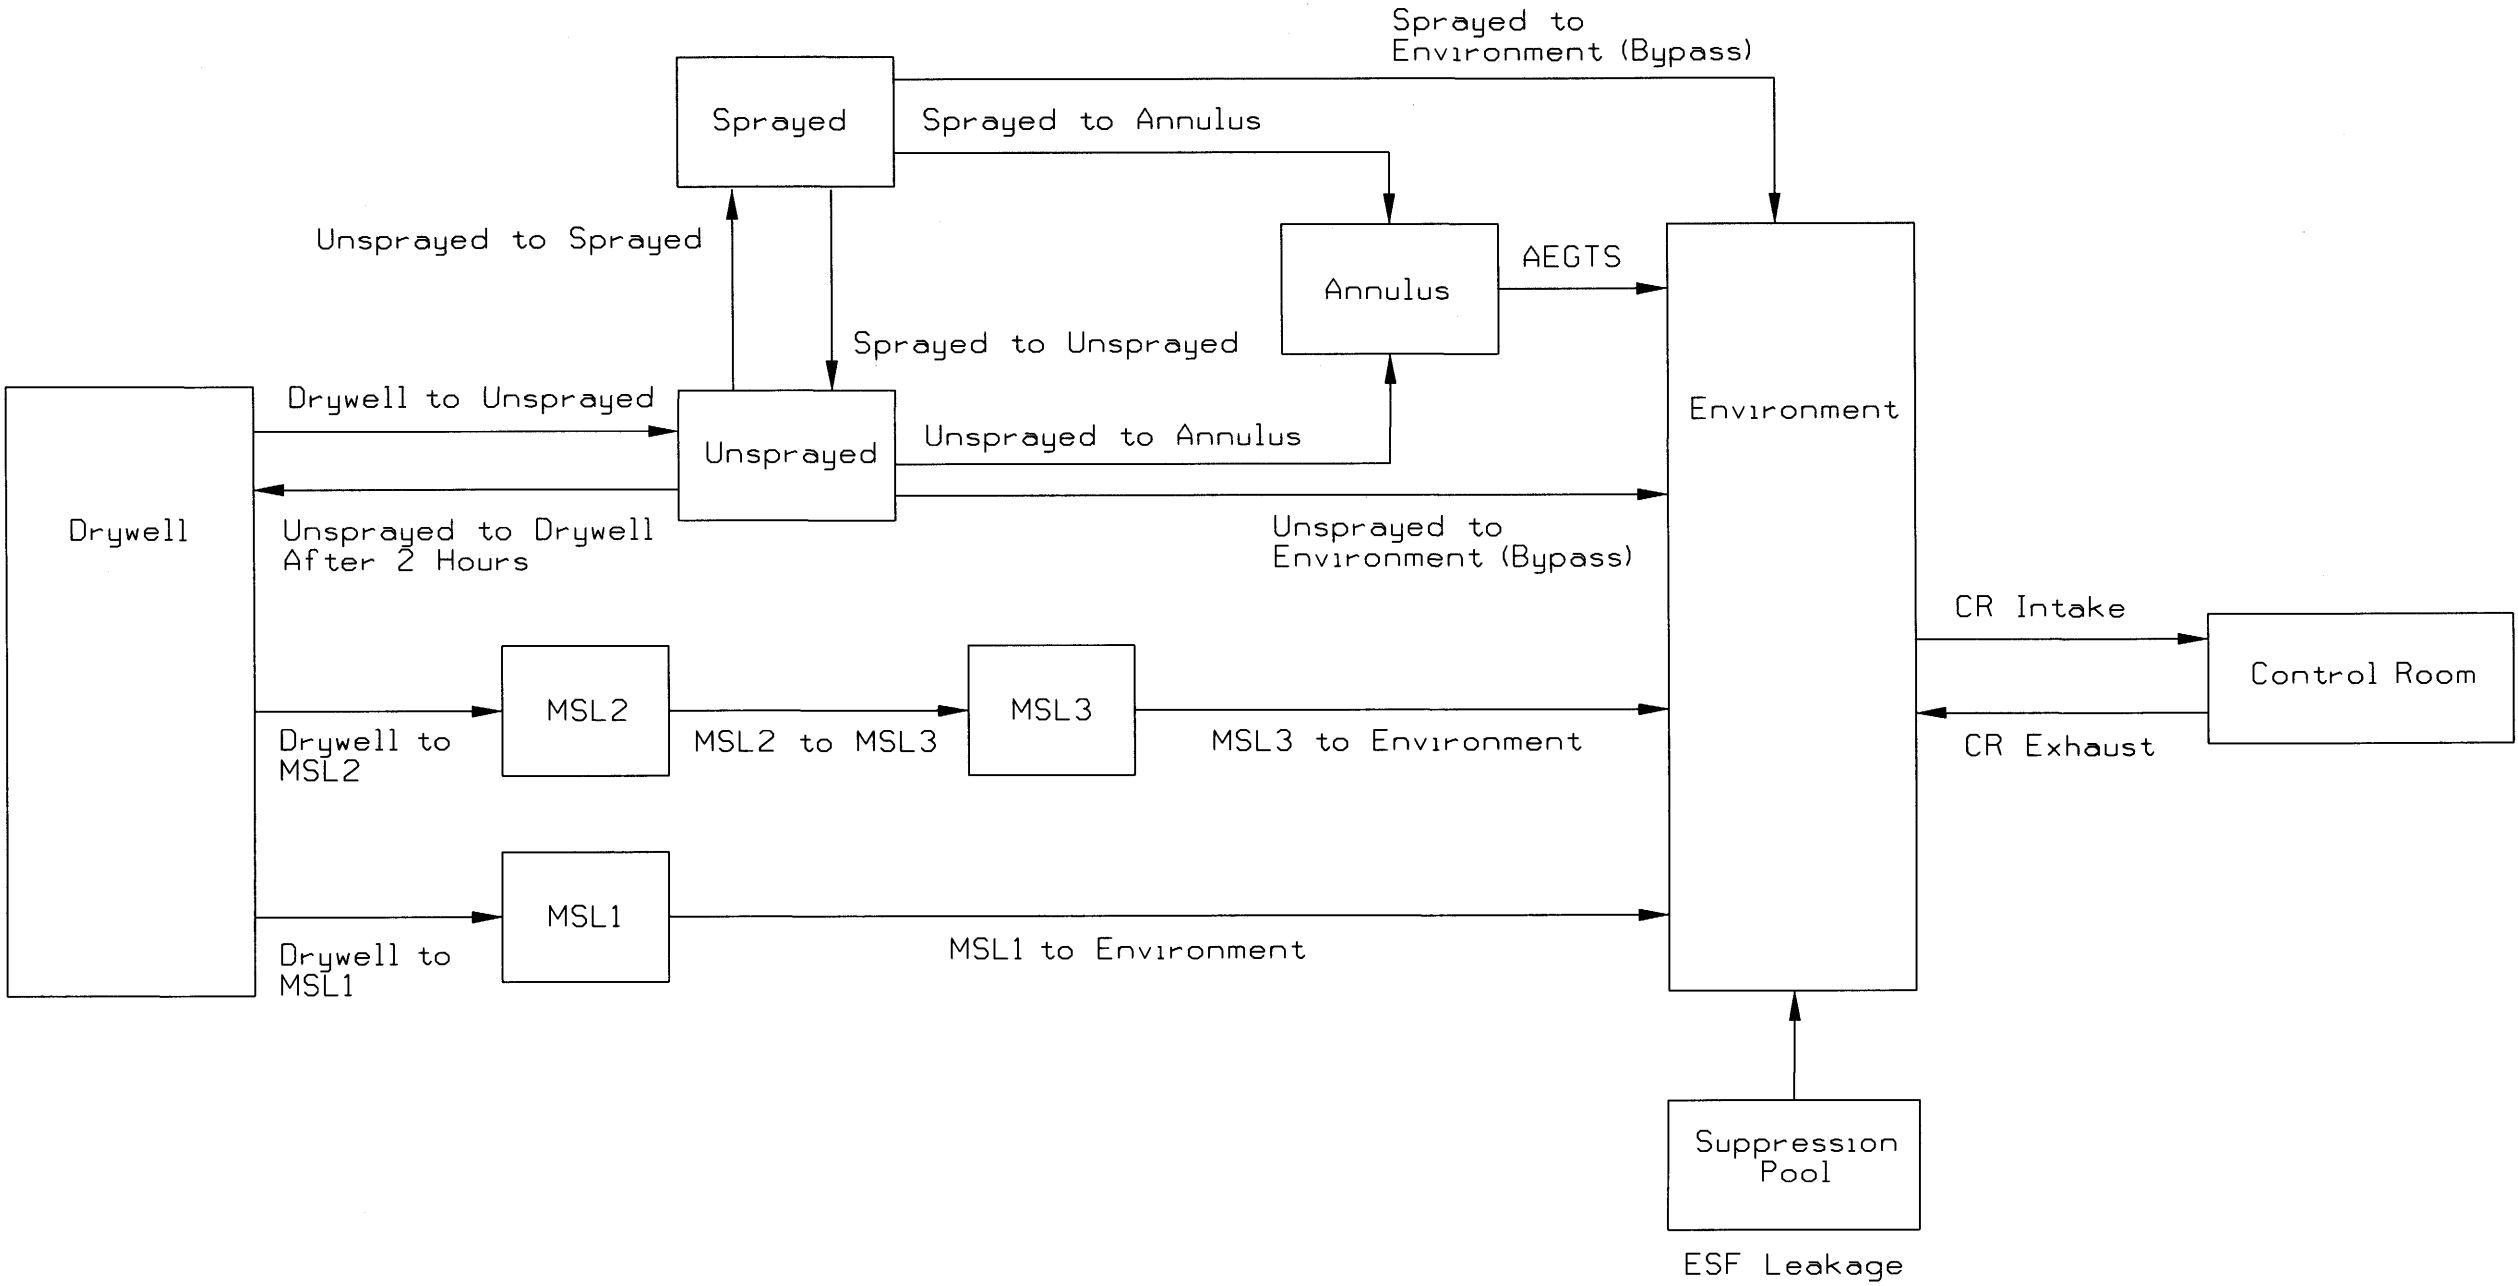 Sprayed to
Environment (Bypass)
Sprayed
Sprayed to Annulus
Unsprayed to Sprayed
AEGTS
Annulus
Sprayed to Unsprayed
Drywell to Unsprayed
Environment
Unsprayed to Annulus
Unsprayed
Drywell
Unsprayed to Drywell
After 2 Hours
Unsprayed to
Environment (Bypass)
CR Intake
Control Room
MSL2
MSL3
Drywell to
MSL2
MSL2 to MSL3
MSL3 to Environment
CR Exhaust
MSL1
Drywell to
MSL1
MSL1 to Environment
Suppression
Pool
ESF Leakage